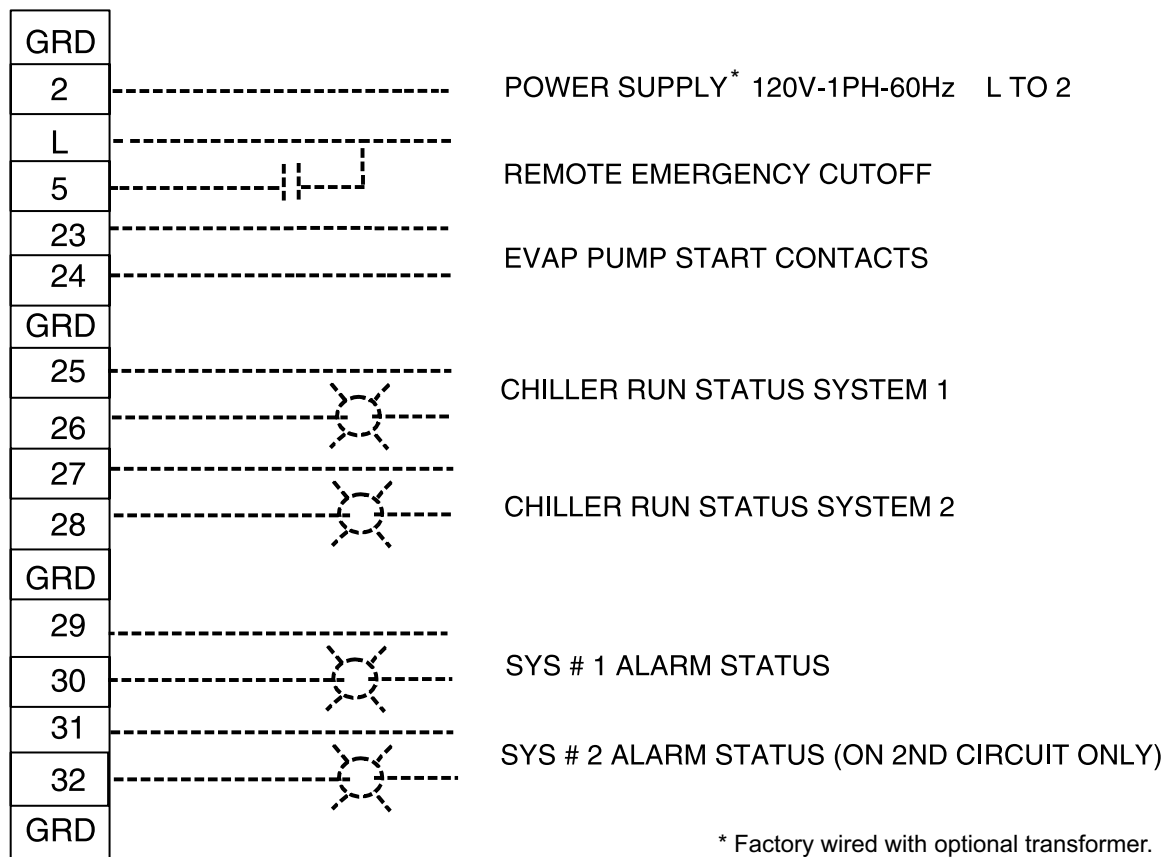 GRD
2 POWER SUPPLY* 120V-1PH-60Hz L TO 2
L
REMOTE EMERGENCY CUTOFF
5
23
EVAP PUMP START CONTACTS
24
GRD
25
CHILLER RUN STATUS SYSTEM 1
26
27
CHILLER RUN STATUS SYSTEM 2
28
GRD
29
SYS # 1 ALARM STATUS
30
31
SYS # 2 ALARM STATUS (ON 2ND CIRCUIT ONLY)
32
GRD
* Factory wired with optional transformer.